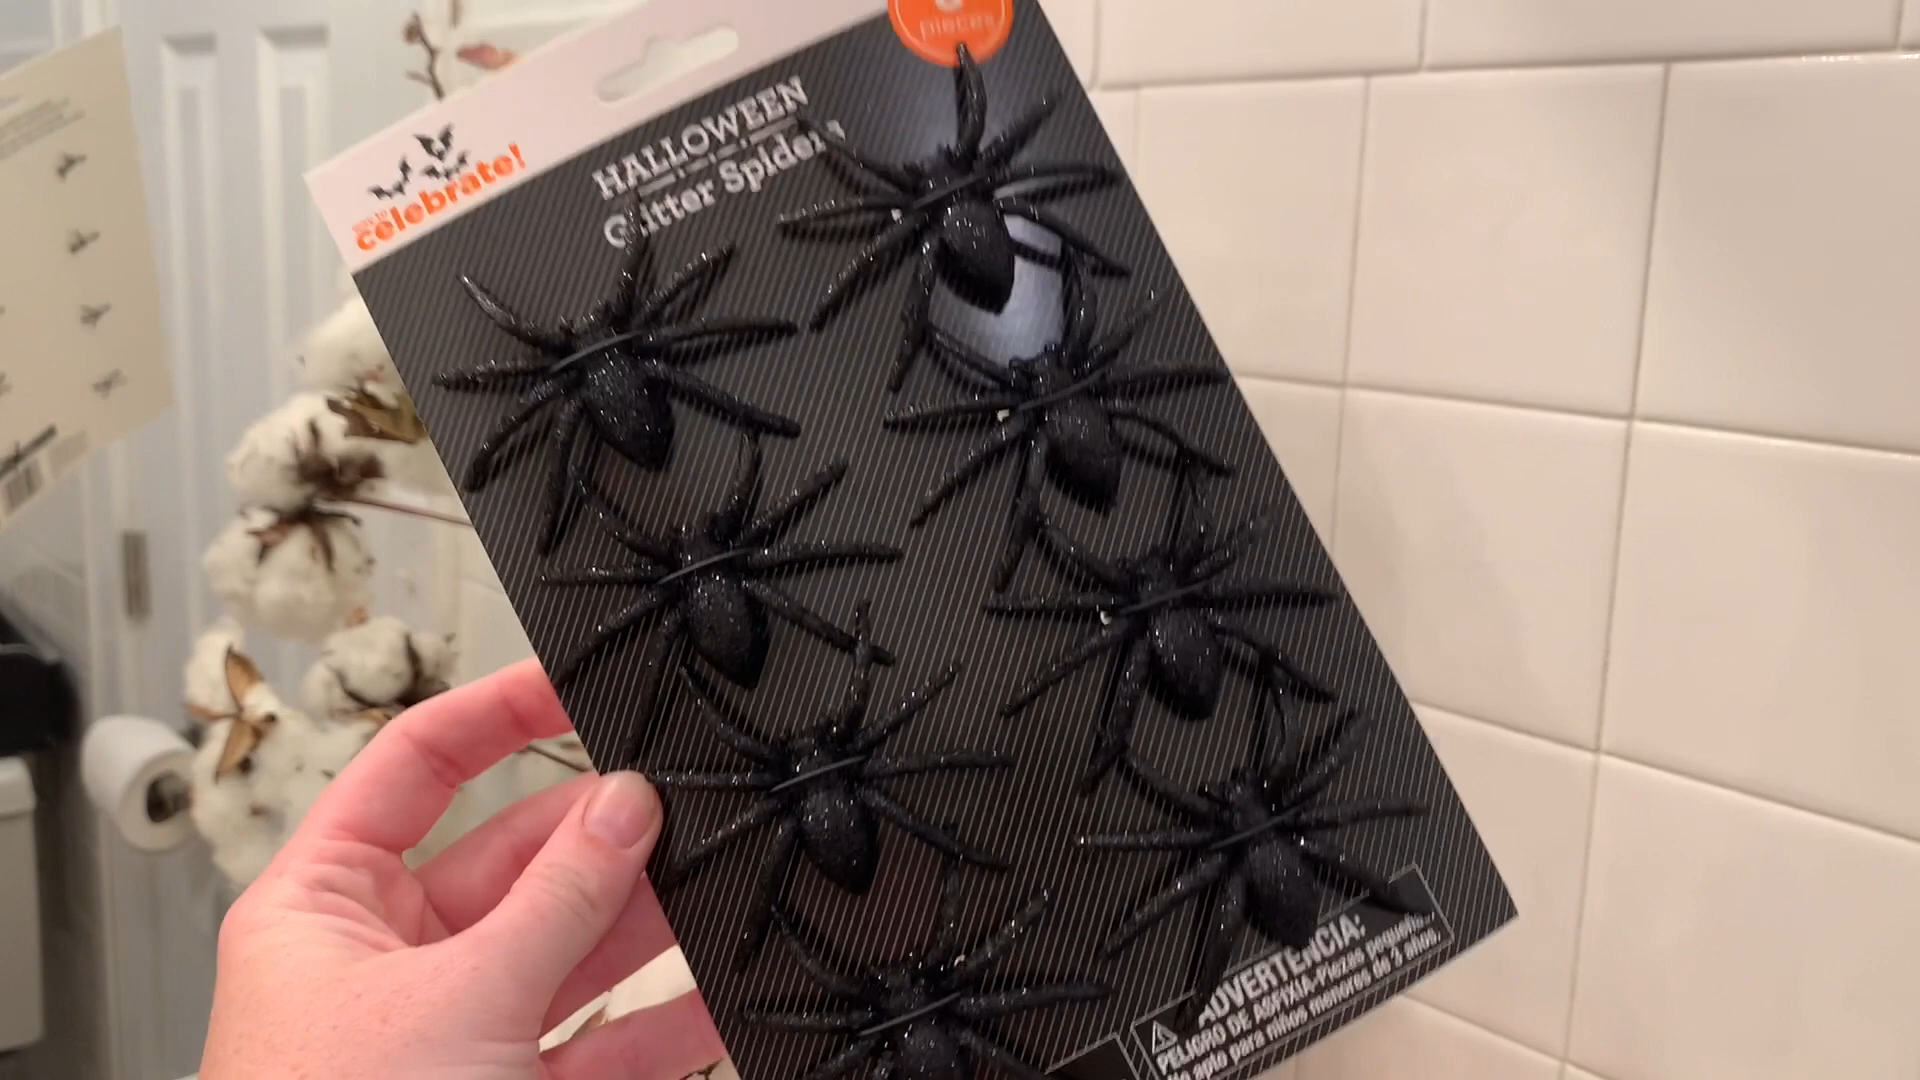 pieces
celebrate!
HALLOWEEN
Glitter Spiders
ADVERTENCIA:
PELIGRO DE ASFIXIA-Piezas pequeñas.
No apto para niños menores de 3 años.